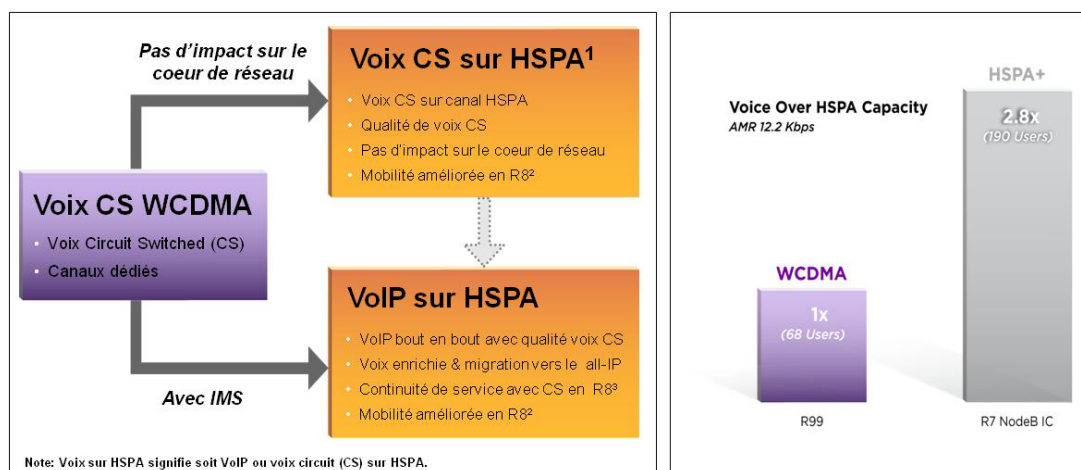 Pas d'impact sur le
coeur de réseau
Voix CS sur HSPA¹
• Voix CS sur canal HSPA
• Qualité de voix CS
• Pas d'impact sur le coeur de réseau
• Mobilité améliorée en R8²
Voix CS WCDMA
• Voix Circuit Switched (CS)
• Canaux dédiés
VoIP sur HSPA
• VoIP bout en bout avec qualité voix CS
• Voix enrichie & migration vers le all-IP
• Continuité de service avec CS en R8³
• Mobilité améliorée en R8²
Avec IMS
Note: Voix sur HSPA signifie soit VoIP ou voix circuit (CS) sur HSPA.
Voice Over HSPA Capacity
AMR 12.2 Kbps
HSPA+
2.8x
(190 Users)
WCDMA
1x
(68 Users)
R99
R7 NodeB IC